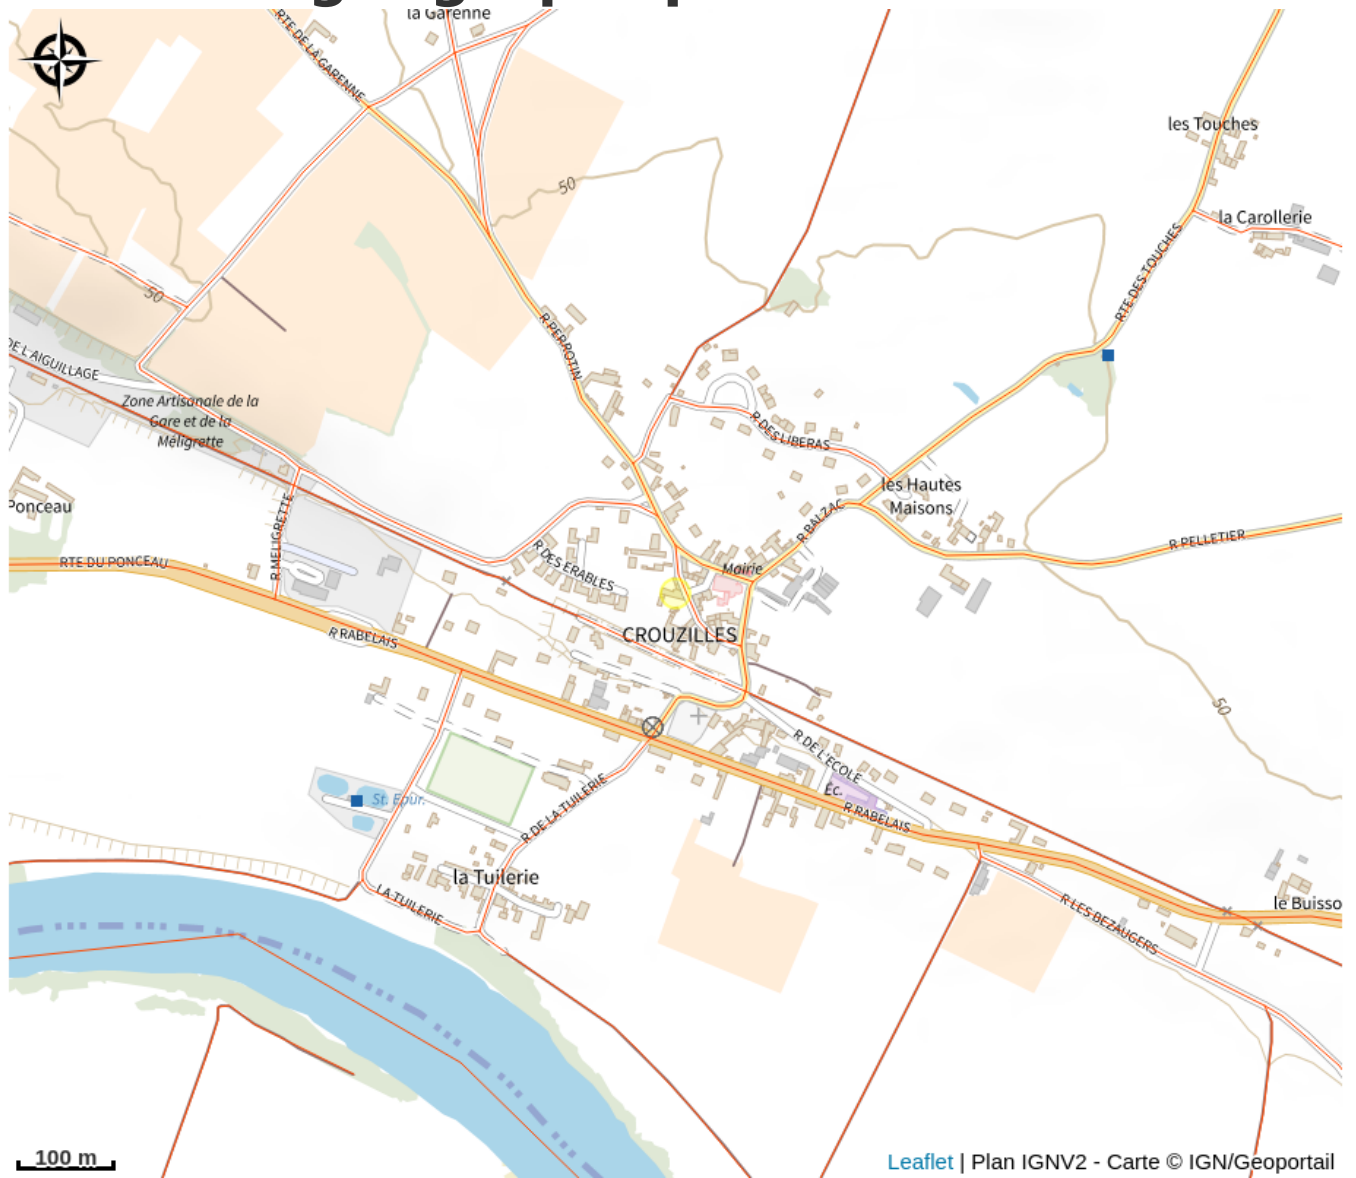 la Garenne
RTE DE LA GARENNE
les Touches
50
la Carollerie
RTE DES TOUCHES
50
R PERROTIN
DE L'AIGUILLAGE
Zone Artisanale de la
Gare et de la
Méligrette
R DES LIBERAS
les Hautes
Maisons
Ponceau
R MELIGRETTE
R BALZAC
R PELLETIER
RTE DU PONCEAU
R DES ERABLES
Mairie
CROUZILLES
R RABELAIS
50
R DE L'ECOLE
St. Épur.
Éc.
R DE LA TUILERIE
R RABELAIS
la Tuilerie
LA TUILERIE
R LES BEZAUGERS
le Buisso
100 m
Leaflet | Plan IGNV2 - Carte © IGN/Geoportail